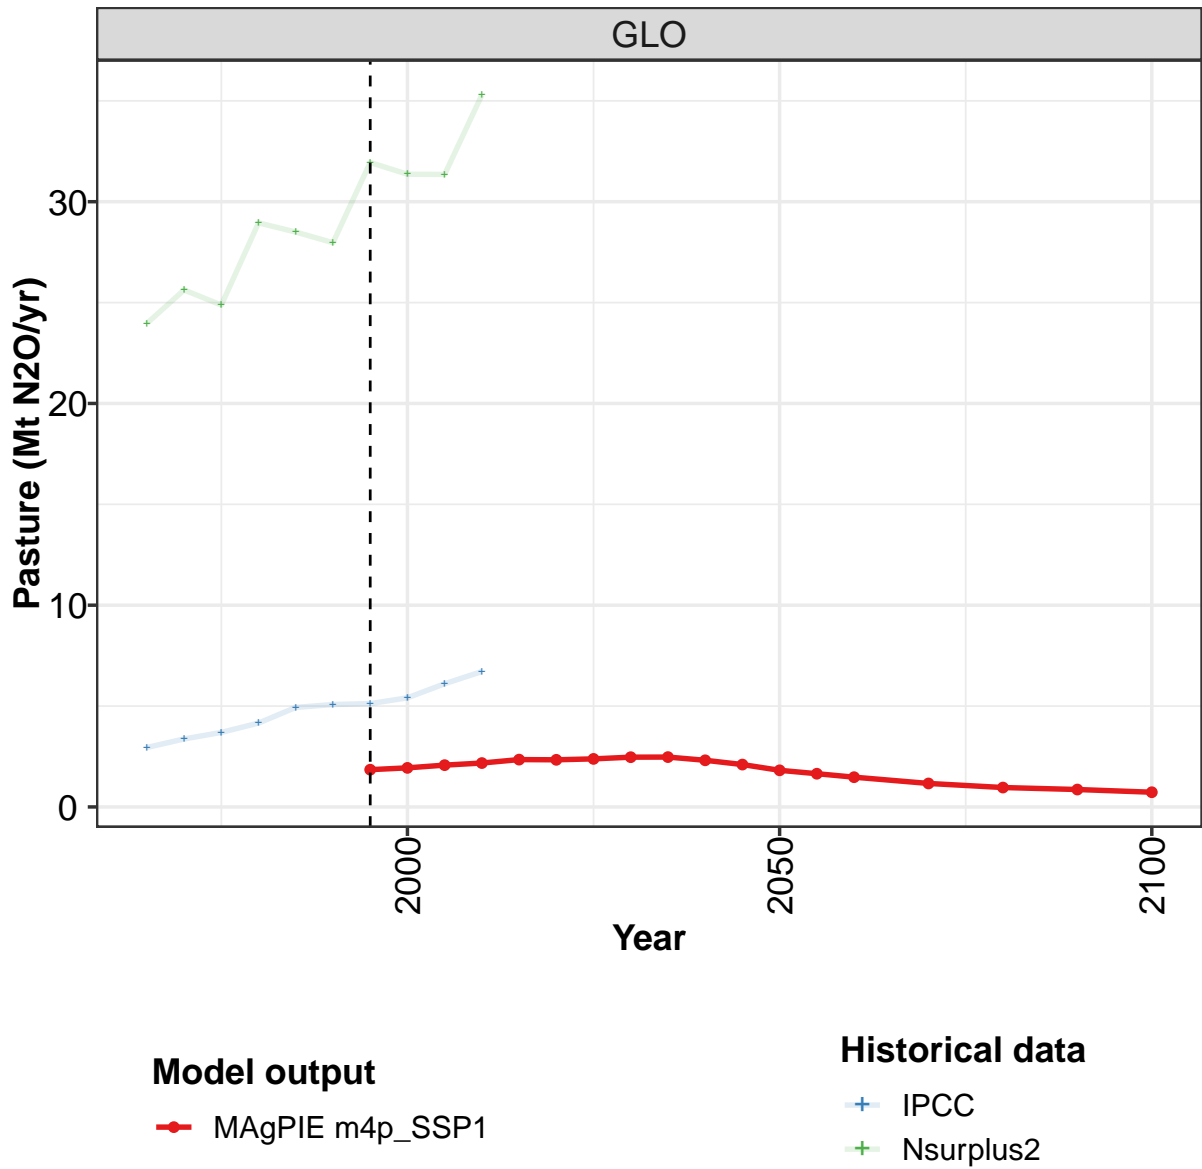 GLO
Pasture (Mt N2O/yr)
30
20
10
0
2000
2050
2100
Year
Model output
MAgPIE m4p_SSP1
Historical data
IPCC
Nsurplus2